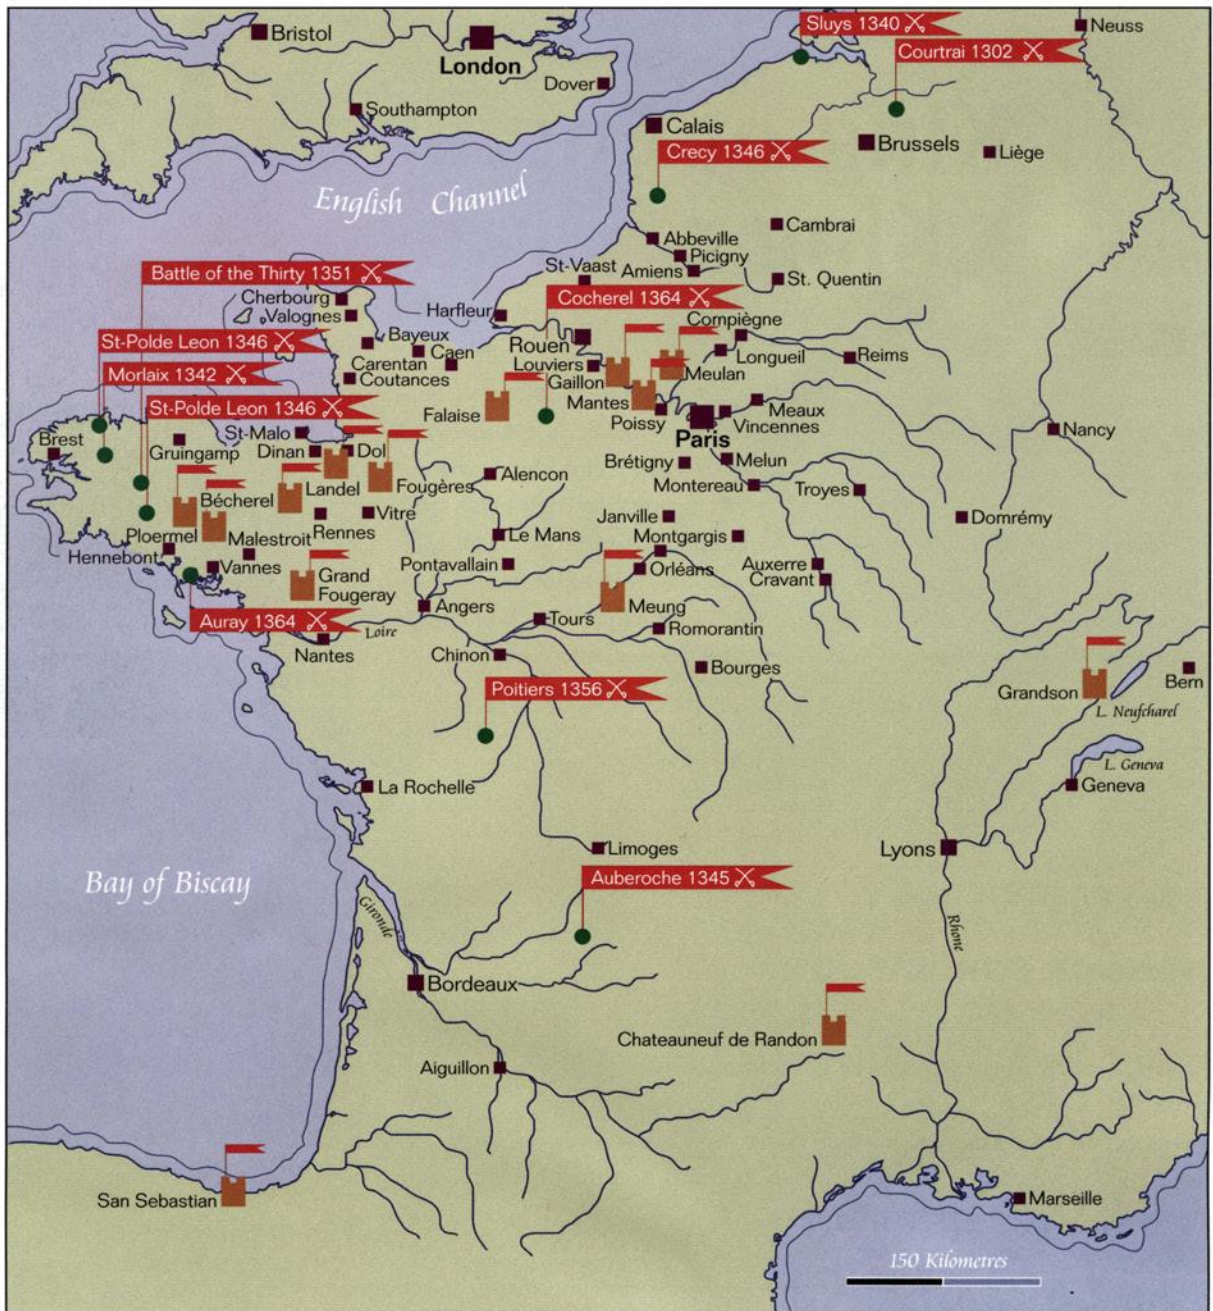 Bristol
London
Dover
Southampton
Sluys 1340
Neuss
Courtrai 1302
Calais
Brussels
Liège
Crecy 1346
English Channel
Cambrai
Abbeville
Picigny
Amiens
St-Vaast
St. Quentin
Battle of the Thirty 1351
Cherbourg
Valognes
Harfleur
Cocherel 1364
Compiègne
St-Polde Leon 1346
Bayeux
Caen
Carentan
Coutances
Rouen
Louviers
Longueil
Reims
Gaillon
Meulan
Morlaix 1342
St-Polde Leon 1346
Falaise
Mantes
Poissy
Meaux
Vincennes
Paris
Brest
Gruingamp
St-Malo
Dinan
Dol
Nancy
Brétigny
Melun
Alencon
Montereau
Troyes
Bécherel
Landel
Fougères
Rennes
Vitre
Janville
Domrémy
Ploermel
Malestroit
Le Mans
Montgargis
Hennebont
Vannes
Pontavallain
Orléans
Auxerre
Cravant
Grand
Fougeray
Angers
Meung
Auray 1364
Loire
Tours
Romorantin
Nantes
Chinon
Bourges
Poitiers 1356
Grandson
Bern
L. Neufcharel
L. Geneva
Geneva
La Rochelle
Limoges
Lyons
Auberoche 1345
Bay of Biscay
Gironde
Rhone
Bordeaux
Chateauneuf de Randon
Aiguillon
San Sebastian
Marseille
150 Kilometres